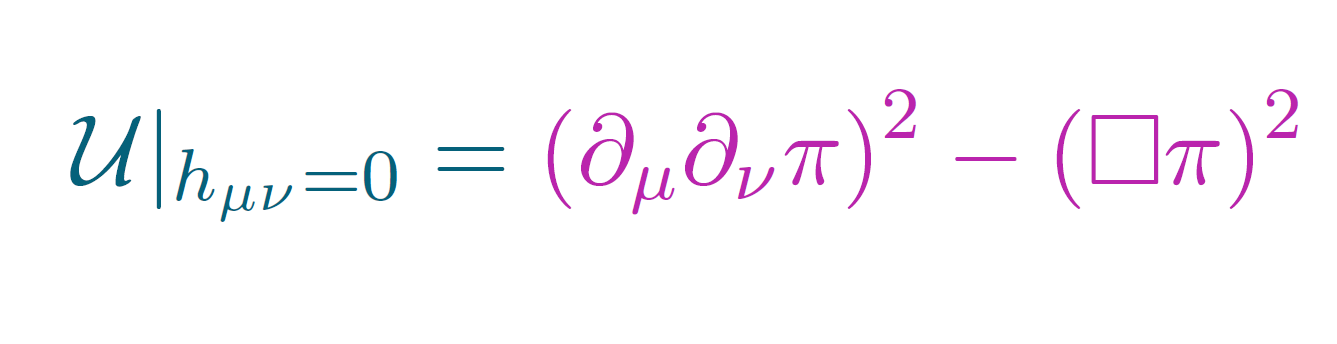 𝒰|_{h_{μν}=0} = (∂_μ∂_νπ)² − (□π)²